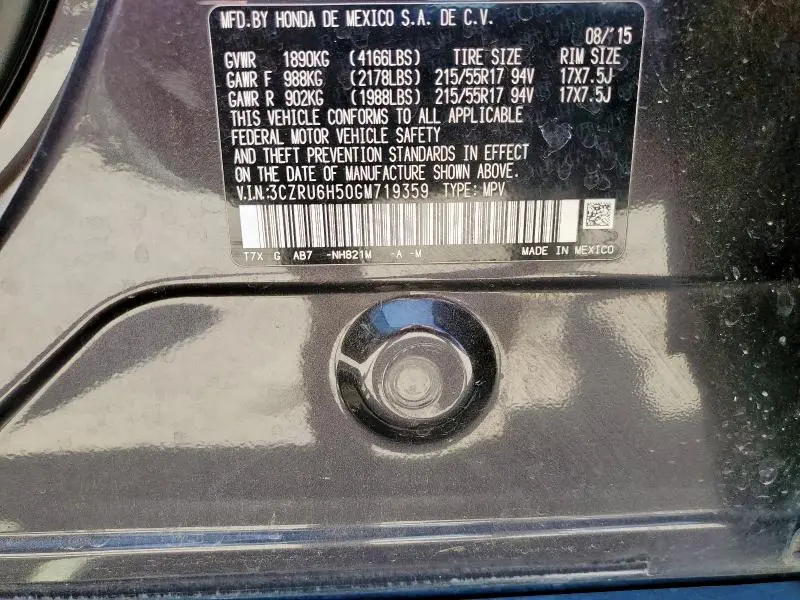 MFD.BY HONDA DE MEXICO S.A. DE C.V.
08/'15
GVWR 1890KG (4166LBS) TIRE SIZE RIM SIZE
GAWR F 988KG (2178LBS) 215/55R17 94V 17X7.5J
GAWR R 902KG (1988LBS) 215/55R17 94V 17X7.5J
THIS VEHICLE CONFORMS TO ALL APPLICABLE
FEDERAL MOTOR VEHICLE SAFETY
AND THEFT PREVENTION STANDARDS IN EFFECT
ON THE DATE OF MANUFACTURE SHOWN ABOVE.
V.I.N.:3CZRU6H50GM719359 TYPE: MPV
T7X G AB7 -NH821M -A -M MADE IN MEXICO